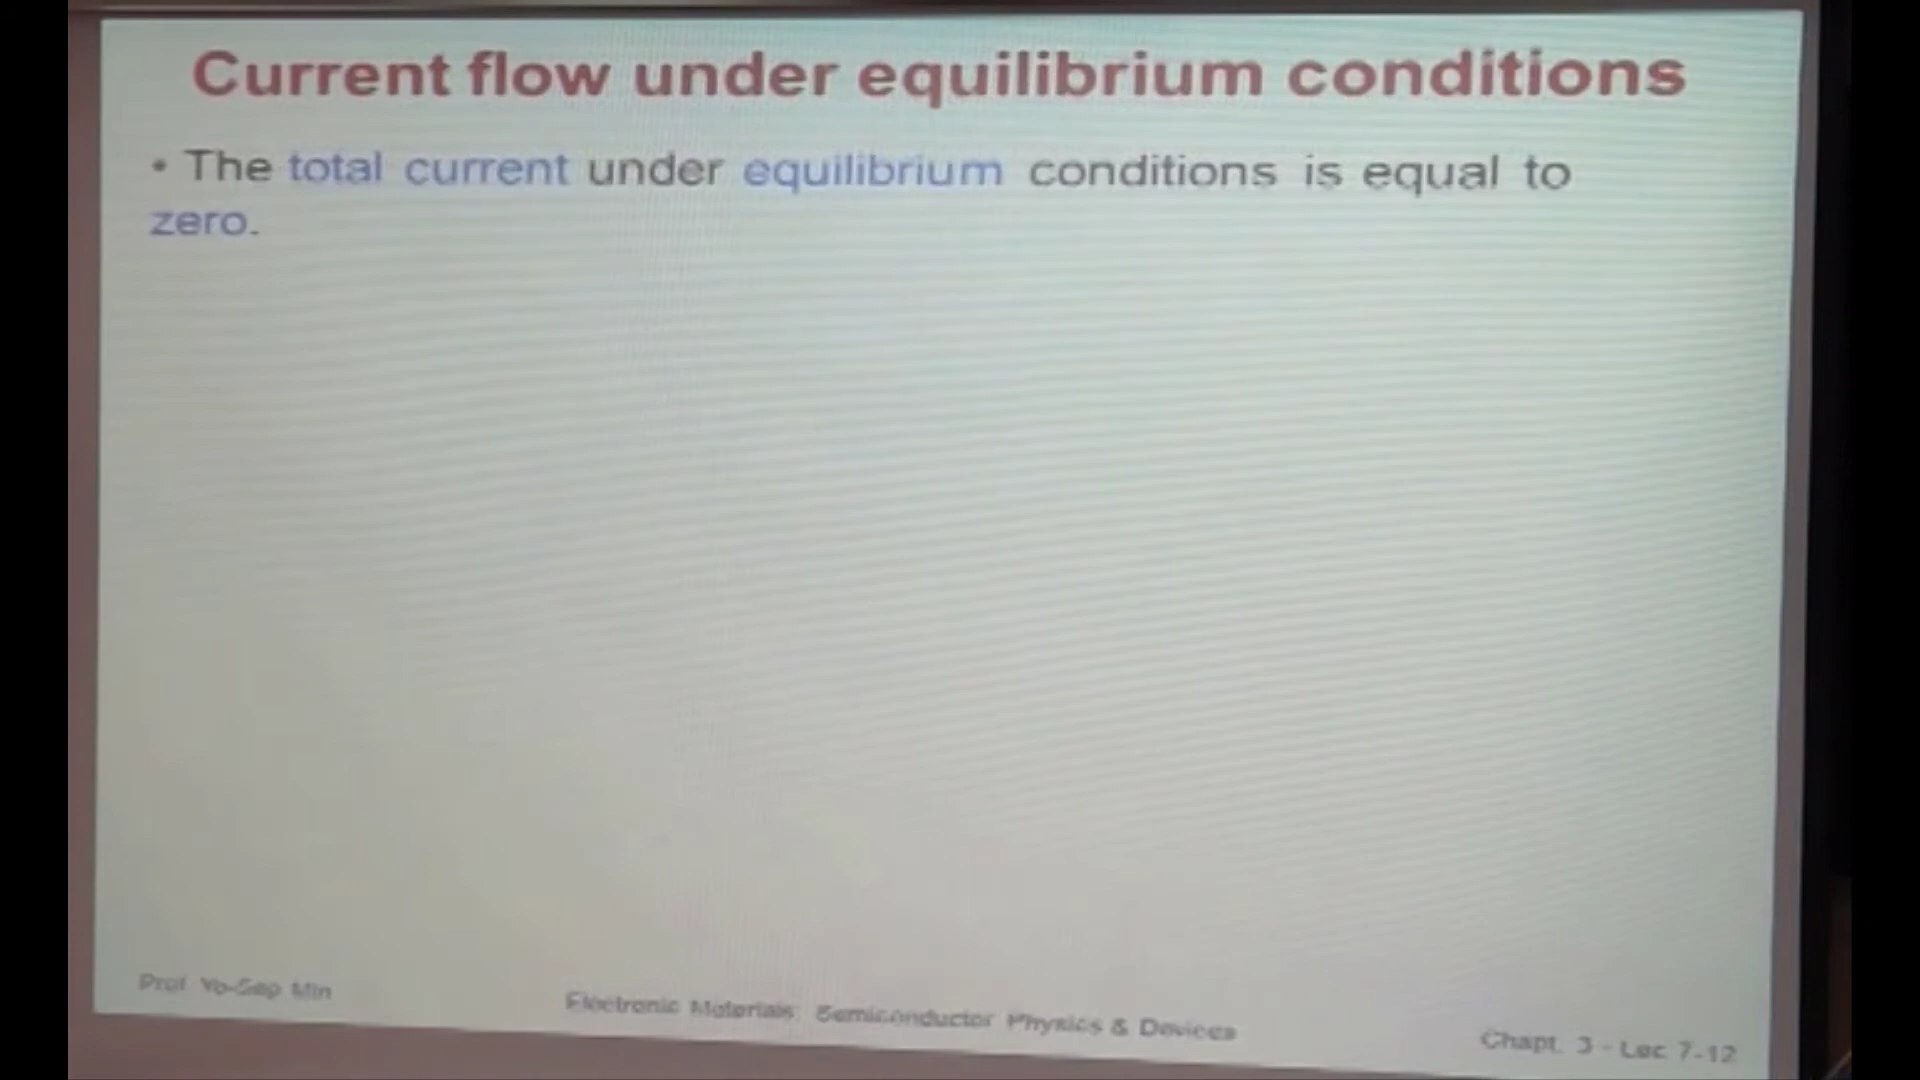 Current flow under equilibrium conditions
• The total current under equilibrium conditions is equal to
zero.
Prof. Yo-Sep Min
Electronic Materials: Semiconductor Physics & Devices
Chapt. 3 - Lec 7-12